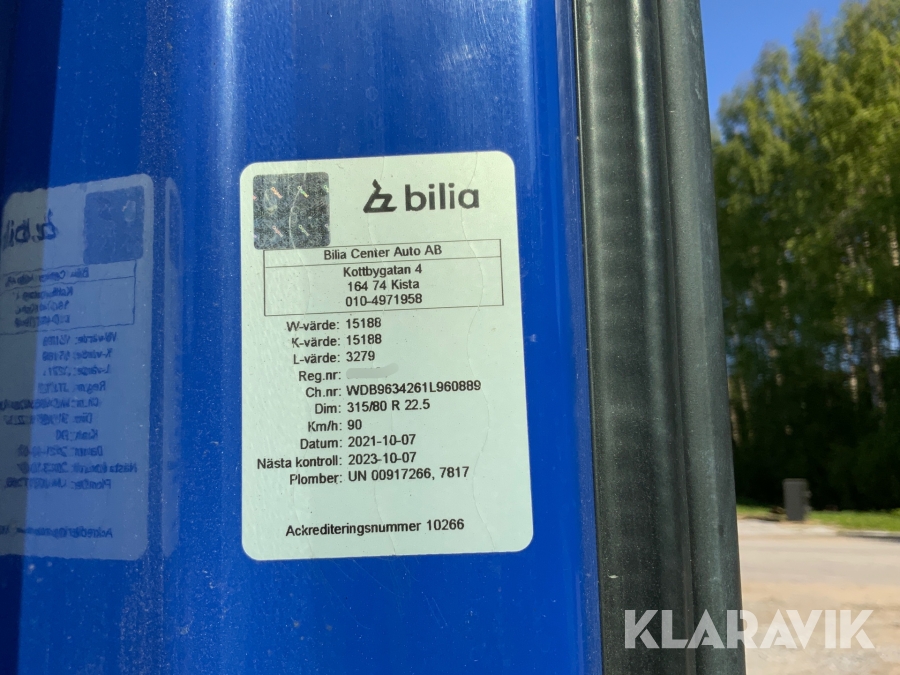 bilia
Bilia Center Auto AB
Kottbygatan 4
164 74 Kista
010-4971958
W-värde: 15188
K-värde: 15188
L-värde: 3279
Reg.nr:
Ch.nr: WDB9634261L960889
Dim: 315/80 R 22.5
Km/h: 90
Datum: 2021-10-07
Nästa kontroll: 2023-10-07
Plomber: UN 00917266, 7817
Ackrediteringsnummer 10266
KLARAVIK